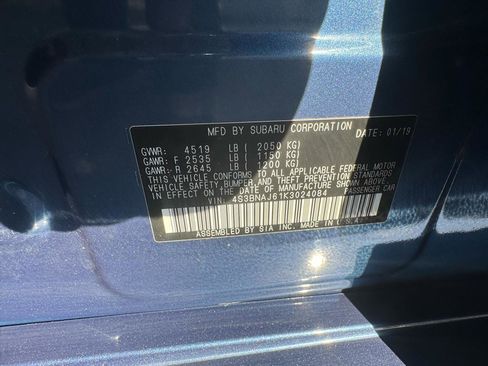 MFD BY SUBARU CORPORATION DATE: 01/19
GVWR: 4519 LB ( 2050 KG)
GAWR: F 2535 LB ( 1150 KG)
GAWR: R 2645 LB ( 1200 KG)
THIS VEHICLE CONFORMS TO ALL APPLICABLE FEDERAL MOTOR
VEHICLE SAFETY, BUMPER, AND THEFT PREVENTION STANDARDS
IN EFFECT ON THE DATE OF MANUFACTURE SHOWN ABOVE.
VIN: 4S3BNAJ61K3024084 PASSENGER CAR
ASSEMBLED BY SIA INC. MADE IN U.S.A.